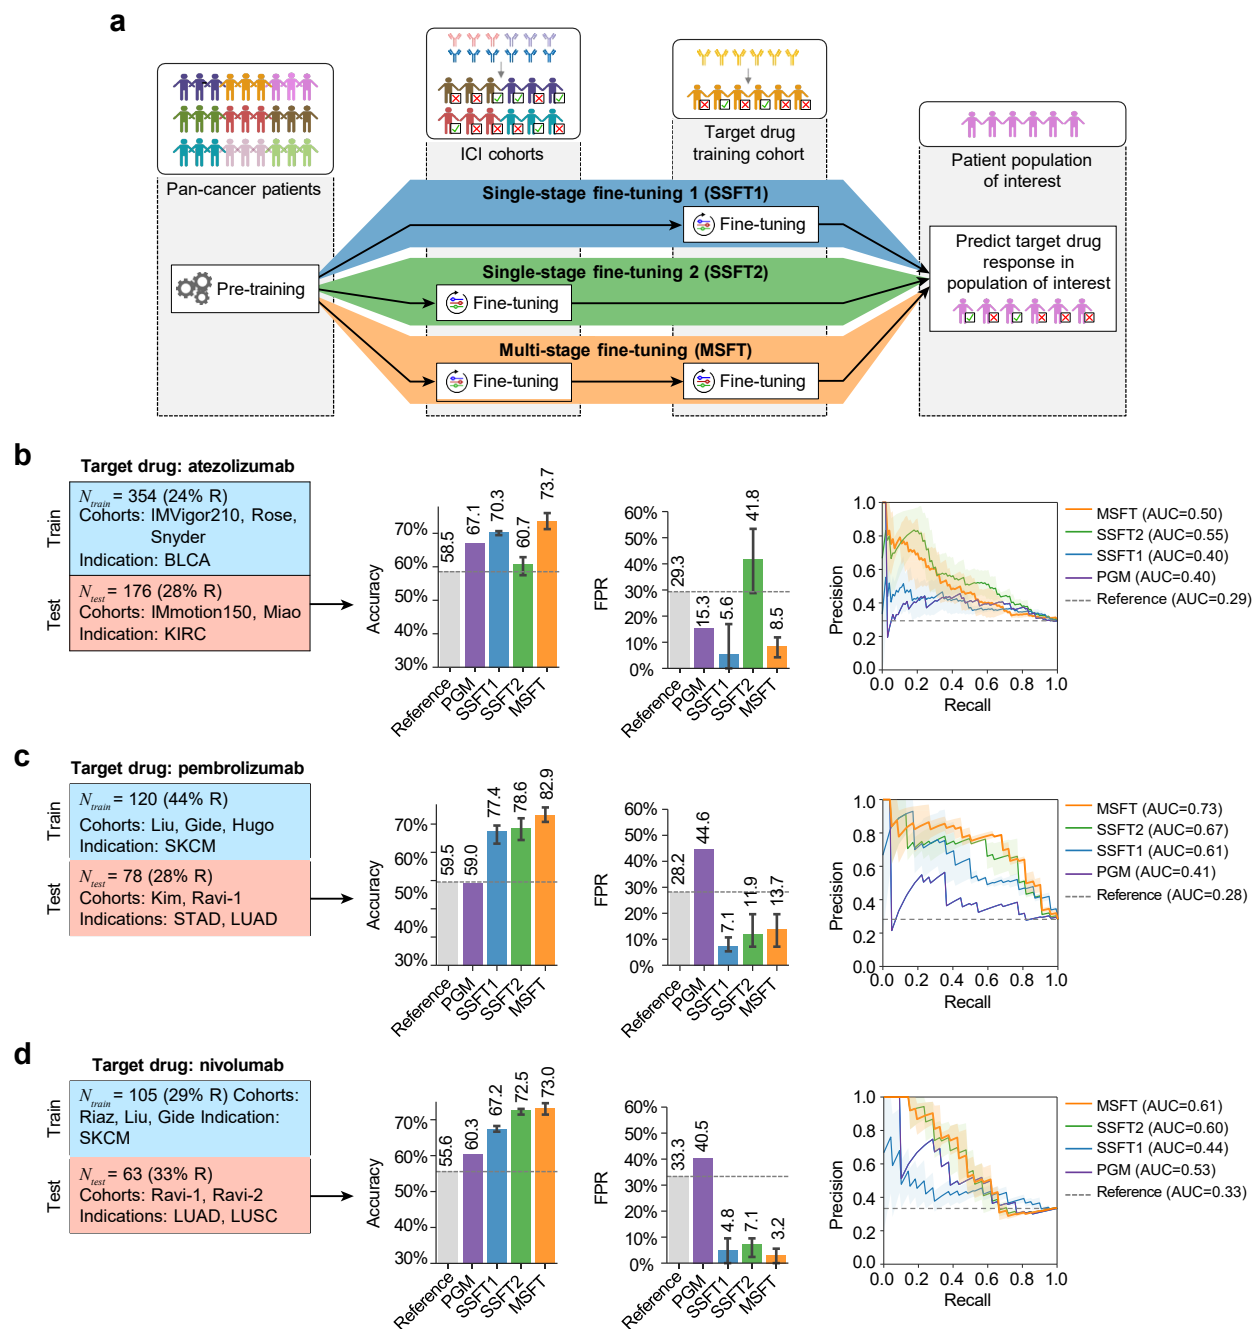 a
ICI cohorts
Target drug
training cohort
Pan-cancer patients
Patient population
of interest
Single-stage fine-tuning 1 (SSFT1)
Fine-tuning
Single-stage fine-tuning 2 (SSFT2)
Pre-training
Fine-tuning
Predict target drug
response in
population of interest
Multi-stage fine-tuning (MSFT)
Fine-tuning
Fine-tuning
b
Target drug: atezolizumab
Train
N_train = 354 (24% R)
Cohorts: IMVigor210, Rose,
Snyder
Indication: BLCA
Test
N_test = 176 (28% R)
Cohorts: IMmotion150, Miao
Indication: KIRC
Accuracy
70%
60%
50%
40%
30%
58.5
67.1
70.3
60.7
73.7
Reference
PGM
SSFT1
SSFT2
MSFT
FPR
60%
50%
40%
30%
20%
10%
0%
29.3
15.3
5.6
41.8
8.5
Reference
PGM
SSFT1
SSFT2
MSFT
Precision
1.0
0.8
0.6
0.4
0.2
0.0
0.0 0.2 0.4 0.6 0.8 1.0
Recall
MSFT (AUC=0.50)
SSFT2 (AUC=0.55)
SSFT1 (AUC=0.40)
PGM (AUC=0.40)
Reference (AUC=0.29)
c
Target drug: pembrolizumab
Train
N_train = 120 (44% R)
Cohorts: Liu, Gide, Hugo
Indication: SKCM
Test
N_test = 78 (28% R)
Cohorts: Kim, Ravi-1
Indications: STAD, LUAD
Accuracy
70%
60%
50%
40%
30%
59.5
59.0
77.4
78.6
82.9
Reference
PGM
SSFT1
SSFT2
MSFT
FPR
60%
50%
40%
30%
20%
10%
0%
28.2
44.6
7.1
11.9
13.7
Reference
PGM
SSFT1
SSFT2
MSFT
Precision
1.0
0.8
0.6
0.4
0.2
0.0
0.0 0.2 0.4 0.6 0.8 1.0
Recall
MSFT (AUC=0.73)
SSFT2 (AUC=0.67)
SSFT1 (AUC=0.61)
PGM (AUC=0.41)
Reference (AUC=0.28)
d
Target drug: nivolumab
Train
N_train = 105 (29% R) Cohorts:
Riaz, Liu, Gide Indication:
SKCM
Test
N_test = 63 (33% R)
Cohorts: Ravi-1, Ravi-2
Indications: LUAD, LUSC
Accuracy
70%
60%
50%
40%
30%
55.6
60.3
67.2
72.5
73.0
Reference
PGM
SSFT1
SSFT2
MSFT
FPR
60%
50%
40%
30%
20%
10%
0%
33.3
40.5
4.8
7.1
3.2
Reference
PGM
SSFT1
SSFT2
MSFT
Precision
1.0
0.8
0.6
0.4
0.2
0.0
0.0 0.2 0.4 0.6 0.8 1.0
Recall
MSFT (AUC=0.61)
SSFT2 (AUC=0.60)
SSFT1 (AUC=0.44)
PGM (AUC=0.53)
Reference (AUC=0.33)